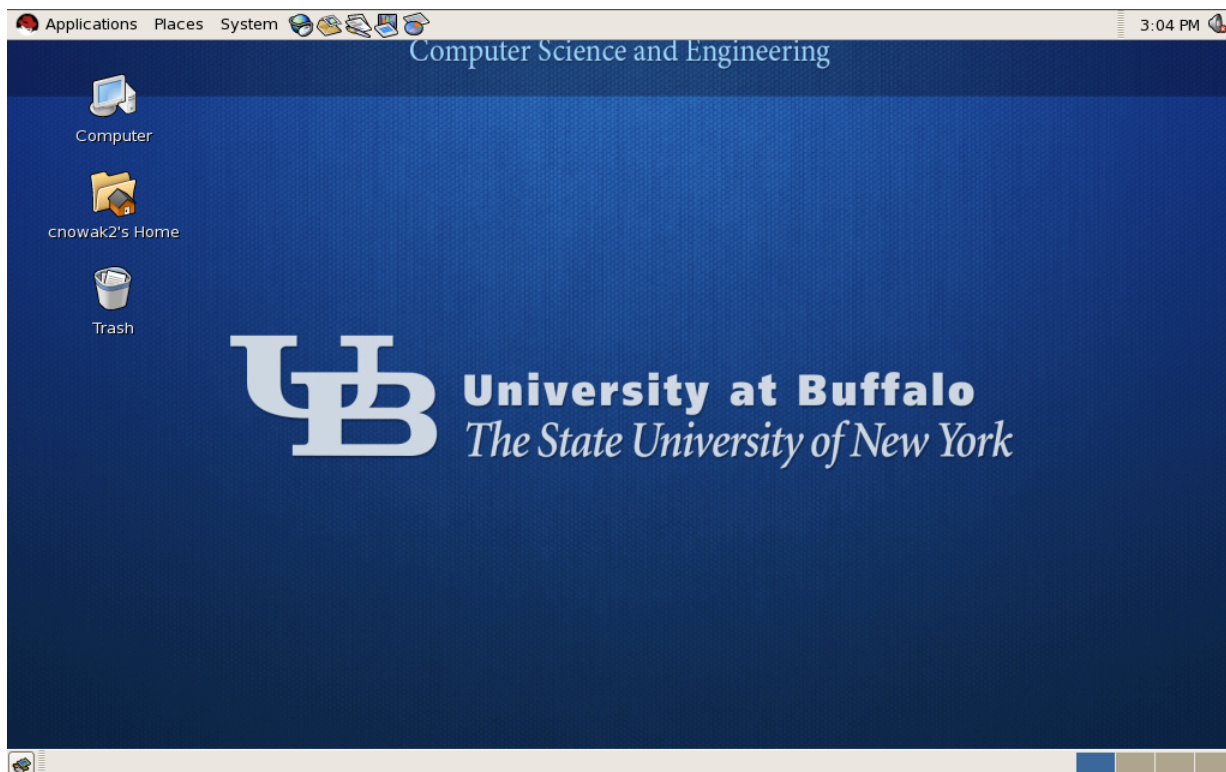 Applications Places System 3:04 PM
Computer Science and Engineering
Computer
cnowak2's Home
Trash
UB
University at Buffalo
The State University of New York